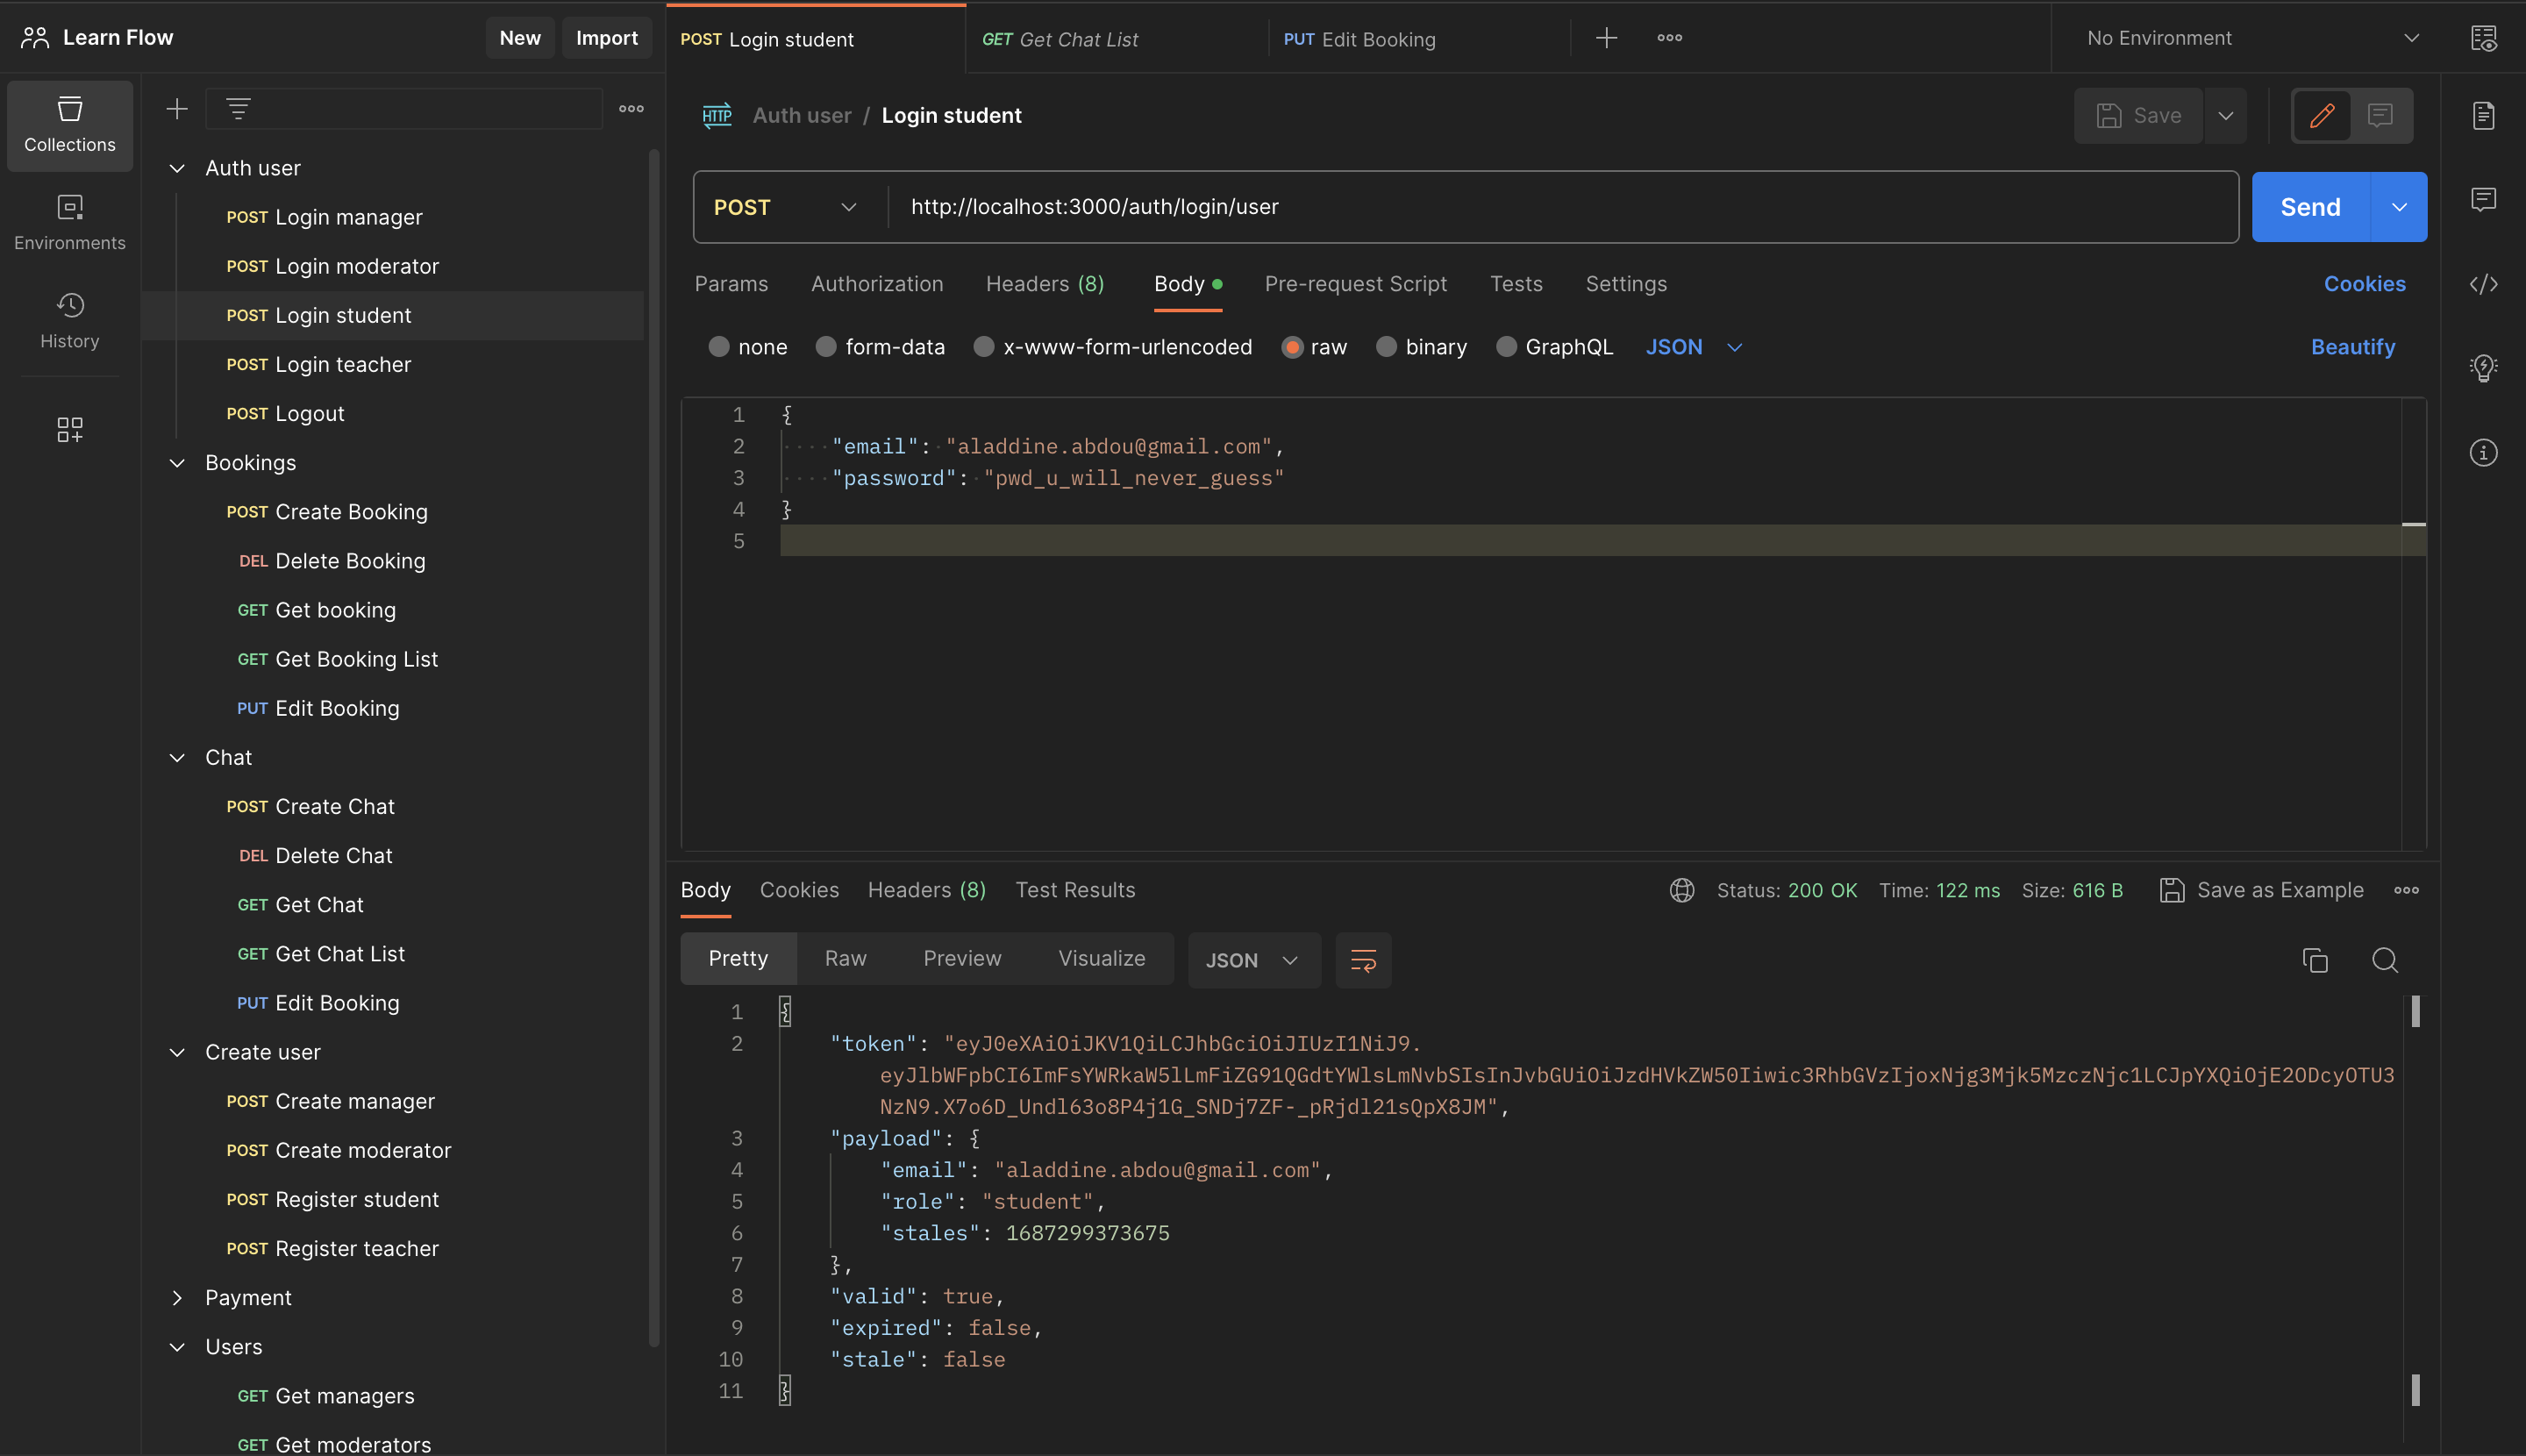 Learn Flow
New
Import
POST Login student
GET Get Chat List
PUT Edit Booking
No Environment
Collections
Environments
History
Auth user
POST Login manager
POST Login moderator
POST Login student
POST Login teacher
POST Logout
Bookings
POST Create Booking
DEL Delete Booking
GET Get booking
GET Get Booking List
PUT Edit Booking
Chat
POST Create Chat
DEL Delete Chat
GET Get Chat
GET Get Chat List
PUT Edit Booking
Create user
POST Create manager
POST Create moderator
POST Register student
POST Register teacher
Payment
Users
GET Get managers
GET Get moderators
HTTP Auth user / Login student
Save
POST http://localhost:3000/auth/login/user
Send
Params Authorization Headers (8) Body Pre-request Script Tests Settings Cookies
none form-data x-www-form-urlencoded raw binary GraphQL JSON Beautify
1 {
2 "email": "aladdine.abdou@gmail.com",
3 "password": "pwd_u_will_never_guess"
4 }
5
Body Cookies Headers (8) Test Results Status: 200 OK Time: 122 ms Size: 616 B Save as Example
Pretty Raw Preview Visualize JSON
1 {
2 "token": "eyJ0eXAiOiJKV1QiLCJhbGciOiJIUzI1NiJ9.
eyJlbWFpbCI6ImFsYWRkaW5lLmFiZG91QGdtYWlsLmNvbSIsInJvbGUiOiJzdHVkZW50Iiwic3RhbGVzIjoxNjg3Mjk5MzczNjc1LCJpYXQiOjE2ODcyOTU3
NzN9.X7o6D_Undl63o8P4j1G_SNDj7ZF-_pRjdl21sQpX8JM",
3 "payload": {
4 "email": "aladdine.abdou@gmail.com",
5 "role": "student",
6 "stales": 1687299373675
7 },
8 "valid": true,
9 "expired": false,
10 "stale": false
11 }